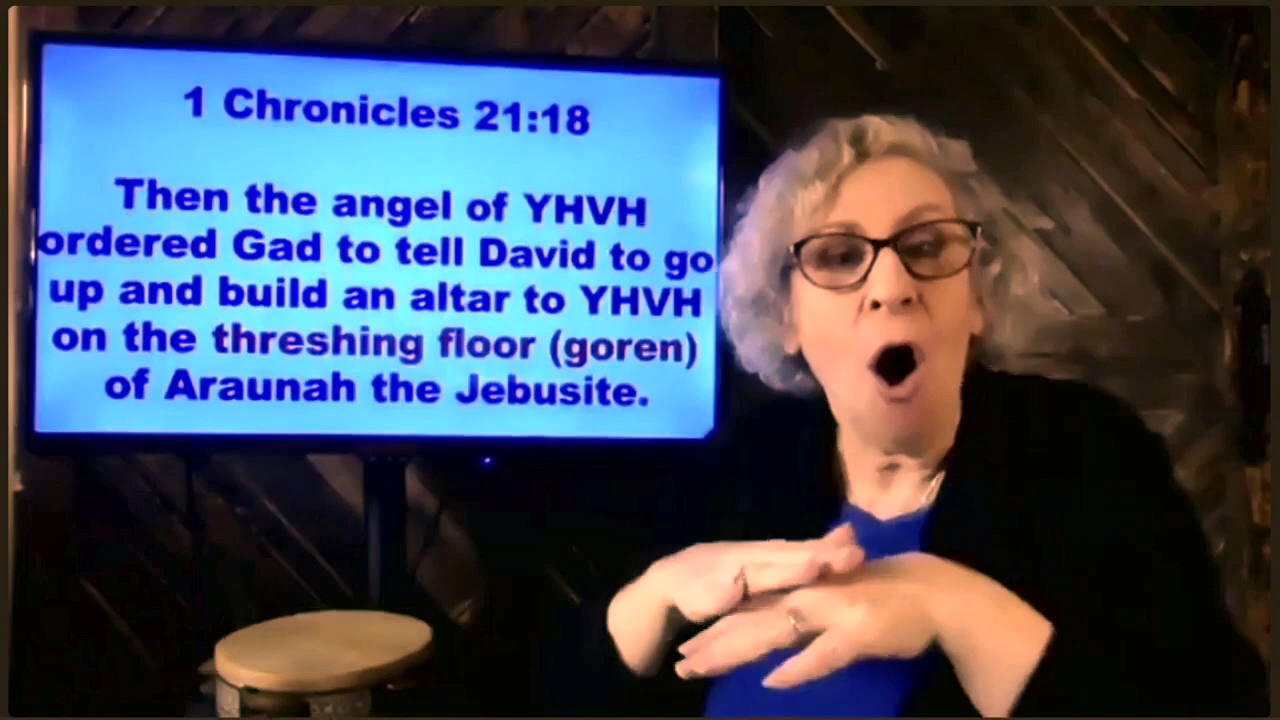 1 Chronicles 21:18
Then the angel of YHVH
ordered Gad to tell David to go
up and build an altar to YHVH
on the threshing floor (goren)
of Araunah the Jebusite.